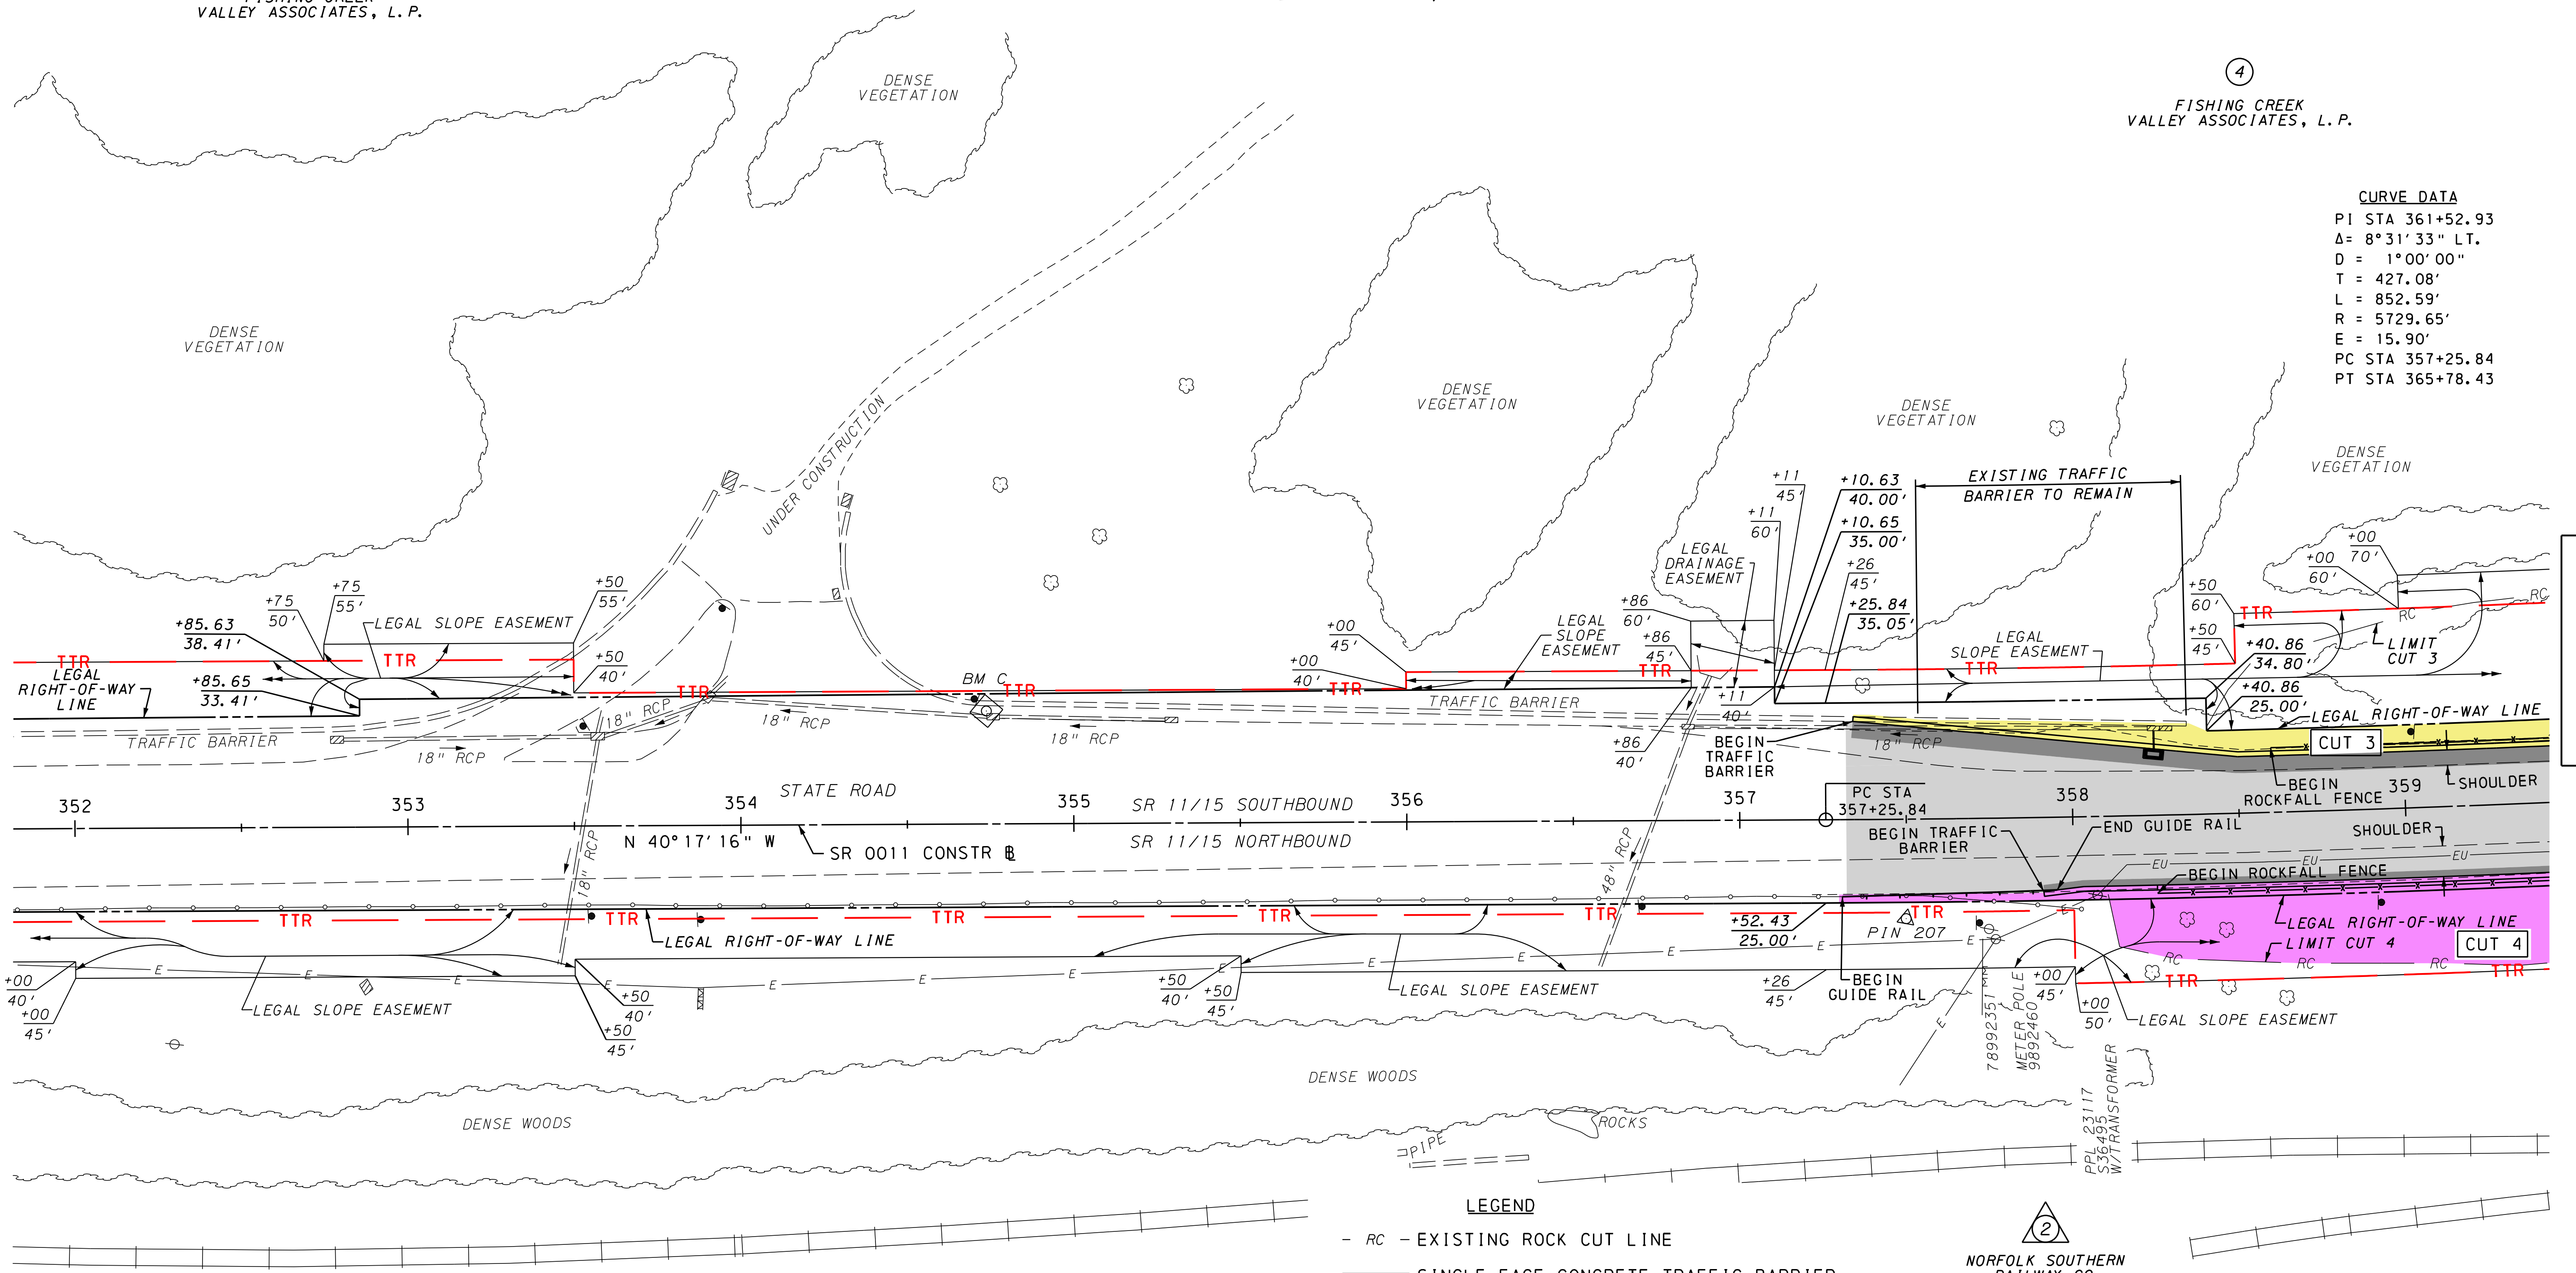 VALLEY ASSOCIATES, L.P.
DENSE
VEGETATION
4
FISHING CREEK
VALLEY ASSOCIATES, L.P.
CURVE DATA
PI STA 361+52.93
Δ= 8°31'33" LT.
D = 1°00'00"
T = 427.08'
L = 852.59'
R = 5729.65'
E = 15.90'
PC STA 357+25.84
PT STA 365+78.43
DENSE
VEGETATION
DENSE
VEGETATION
DENSE
VEGETATION
DENSE
VEGETATION
UNDER CONSTRUCTION
+11
45'
+11
60'
+10.63
40.00'
+10.65
35.00'
+26
45'
+25.84
35.05'
EXISTING TRAFFIC
BARRIER TO REMAIN
LEGAL
DRAINAGE
EASEMENT
+00
70'
+00
60'
+50
60'
+50
45'
TTR
RC
RC
LIMIT
CUT 3
+40.86
34.80'
+40.86
25.00'
LEGAL
SLOPE EASEMENT
TTR
+75
55'
+75
50'
+50
55'
+50
40'
LEGAL SLOPE EASEMENT
+85.63
38.41'
+85.65
33.41'
TTR
TTR
LEGAL
RIGHT-OF-WAY
LINE
TTR
BM C
TTR
TTR
+00
45'
+00
40'
LEGAL
SLOPE
EASEMENT
+86
60'
+86
45'
TTR
+11
40'
+86
40'
TRAFFIC BARRIER
TRAFFIC BARRIER
18" RCP
18" RCP
18" RCP
18" RCP
18" RCP
BEGIN
TRAFFIC
BARRIER
LEGAL RIGHT-OF-WAY LINE
CUT 3
BEGIN
ROCKFALL FENCE
SHOULDER
352
353
354
355
356
357
358
359
STATE ROAD
SR 11/15 SOUTHBOUND
SR 11/15 NORTHBOUND
N 40°17'16" W
SR 0011 CONSTR BL
18" RCP
48" RCP
PC STA
357+25.84
BEGIN TRAFFIC
BARRIER
END GUIDE RAIL
SHOULDER
EU
EU
EU
BEGIN ROCKFALL FENCE
LEGAL RIGHT-OF-WAY LINE
LIMIT CUT 4
CUT 4
RC
RC
RC
TTR
TTR
TTR
TTR
TTR
TTR
TTR
TTR
LEGAL RIGHT-OF-WAY LINE
+52.43
25.00'
PIN 207
E
E
E
E
E
E
E
E
E
E
E
+00
40'
+00
45'
LEGAL SLOPE EASEMENT
+50
40'
+50
45'
+50
40'
+50
45'
LEGAL SLOPE EASEMENT
+26
45'
BEGIN
GUIDE RAIL
+00
45'
+00
50'
LEGAL SLOPE EASEMENT
78992351
METER POLE
9892460
PPL 23117
S36495
W/TRANSFORMER
DENSE WOODS
DENSE WOODS
ROCKS
PIPE
LEGEND
- RC - EXISTING ROCK CUT LINE
SINGLE FACE CONCRETE TRAFFIC BARRIER
2
NORFOLK SOUTHERN
RAILWAY CO